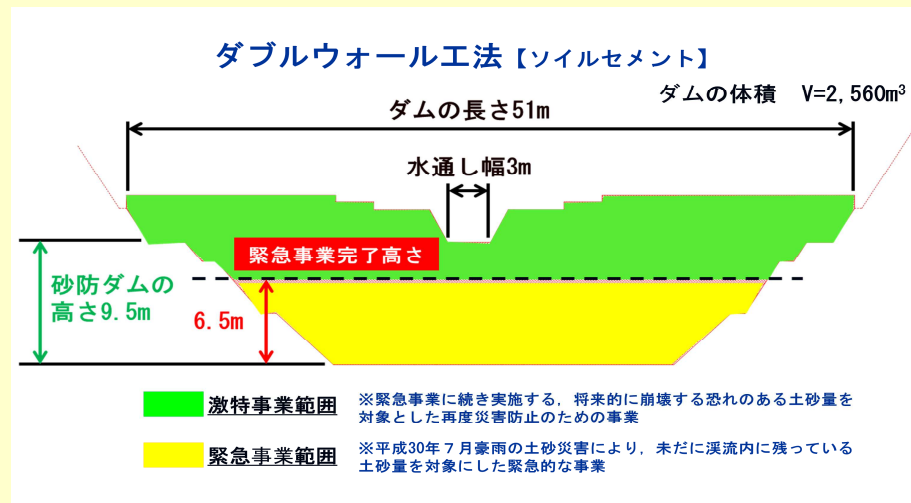 ダブルウォール工法【ソイルセメント】
ダムの体積 V=2,560m³
ダムの長さ51m
水通し幅3m
緊急事業完了高さ
砂防ダムの
高さ9.5m
6.5m
激特事業範囲
※緊急事業に続き実施する，将来的に崩壊する恐れのある土砂量を
対象とした再度災害防止のための事業
緊急事業範囲
※平成30年７月豪雨の土砂災害により，未だに渓流内に残っている
土砂量を対象にした緊急的な事業